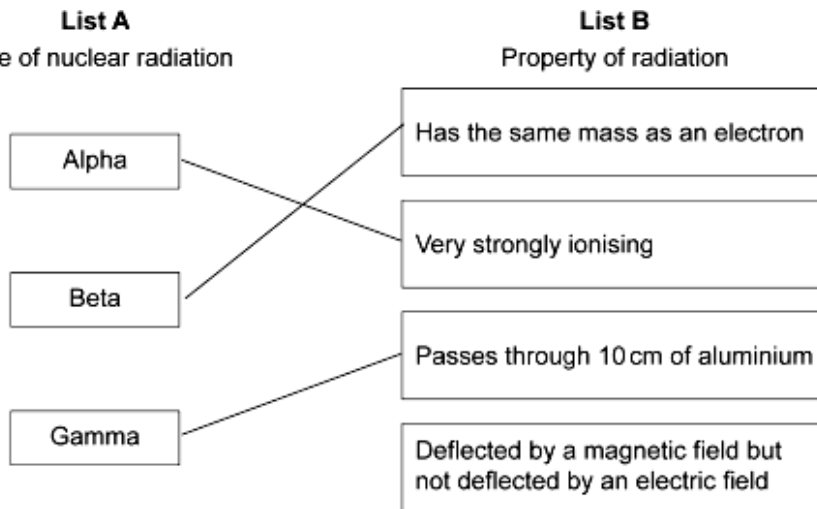 List A
e of nuclear radiation
Alpha
Beta
Gamma
List B
Property of radiation
Has the same mass as an electron
Very strongly ionising
Passes through 10 cm of aluminium
Deflected by a magnetic field but
not deflected by an electric field